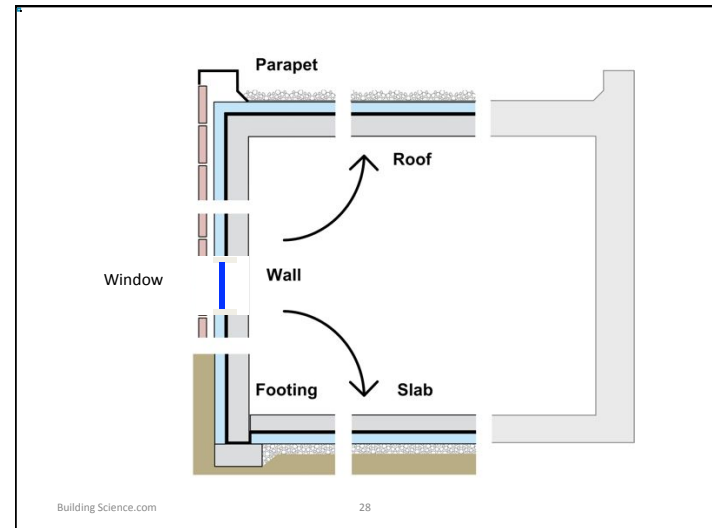 Parapet
Roof
Window
Wall
Footing
Slab
Building Science.com
28